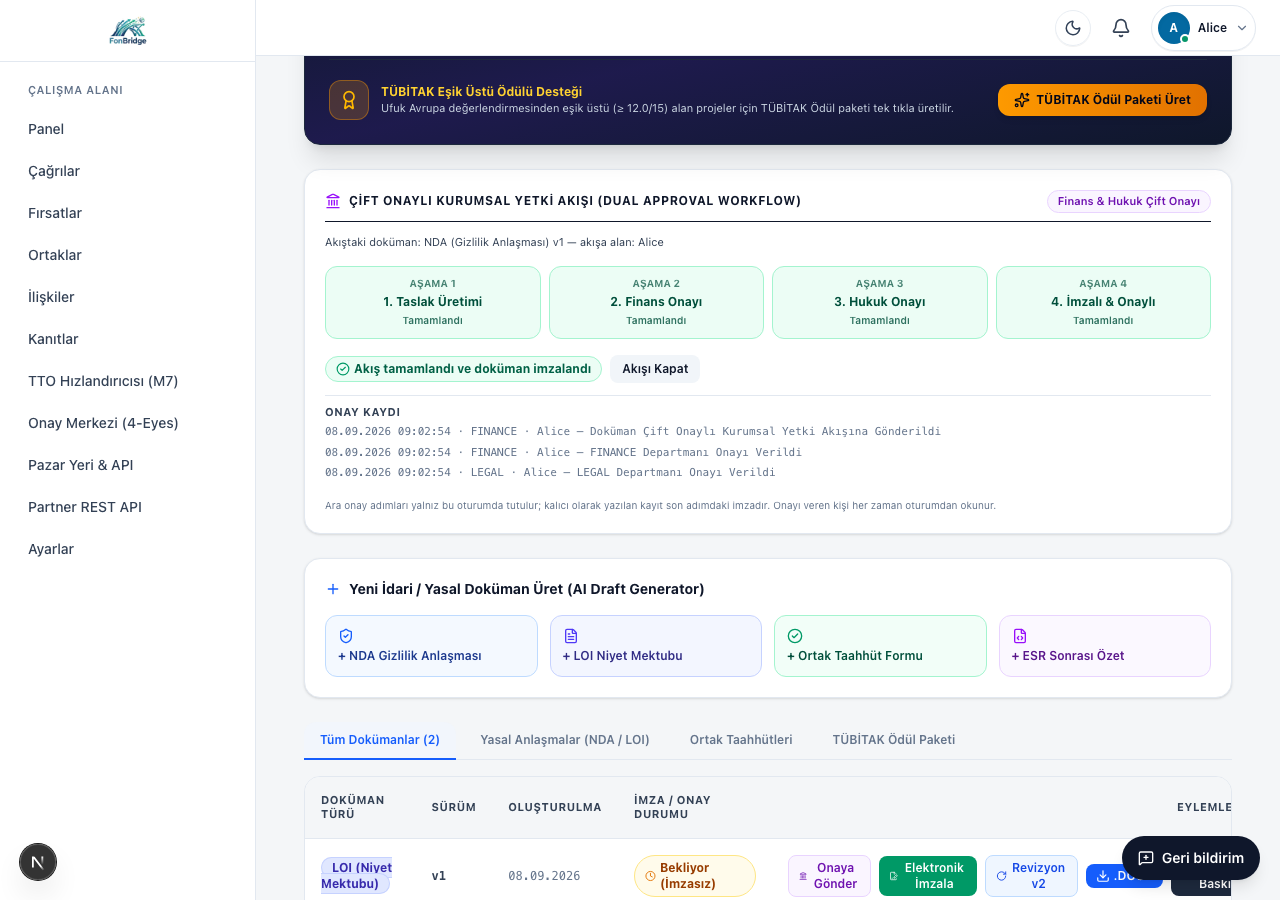 FonBridge
A
Alice
ÇALIŞMA ALANI
Panel
Çağrılar
Fırsatlar
Ortaklar
İlişkiler
Kanıtlar
TTO Hızlandırıcısı (M7)
Onay Merkezi (4-Eyes)
Pazar Yeri & API
Partner REST API
Ayarlar
N
TÜBİTAK Eşik Üstü Ödülü Desteği
Ufuk Avrupa değerlendirmesinden eşik üstü (≥ 12.0/15) alan projeler için TÜBİTAK Ödül paketi tek tıkla üretilir.
TÜBİTAK Ödül Paketi Üret
ÇİFT ONAYLI KURUMSAL YETKİ AKIŞI (DUAL APPROVAL WORKFLOW)
Finans & Hukuk Çift Onayı
Akıştaki doküman: NDA (Gizlilik Anlaşması) v1 — akışa alan: Alice
AŞAMA 1
1. Taslak Üretimi
Tamamlandı
AŞAMA 2
2. Finans Onayı
Tamamlandı
AŞAMA 3
3. Hukuk Onayı
Tamamlandı
AŞAMA 4
4. İmzalı & Onaylı
Tamamlandı
Akış tamamlandı ve doküman imzalandı
Akışı Kapat
ONAY KAYDI
08.09.2026 09:02:54 · FINANCE · Alice — Doküman Çift Onaylı Kurumsal Yetki Akışına Gönderildi
08.09.2026 09:02:54 · FINANCE · Alice — FINANCE Departmanı Onayı Verildi
08.09.2026 09:02:54 · LEGAL · Alice — LEGAL Departmanı Onayı Verildi
Ara onay adımları yalnız bu oturumda tutulur; kalıcı olarak yazılan kayıt son adımdaki imzadır. Onayı veren kişi her zaman oturumdan okunur.
Yeni İdari / Yasal Doküman Üret (AI Draft Generator)
+ NDA Gizlilik Anlaşması
+ LOI Niyet Mektubu
+ Ortak Taahhüt Formu
+ ESR Sonrası Özet
Tüm Dokümanlar (2)
Yasal Anlaşmalar (NDA / LOI)
Ortak Taahhütleri
TÜBİTAK Ödül Paketi
DOKÜMAN
TÜRÜ
SÜRÜM
OLUŞTURULMA
İMZA / ONAY
DURUMU
EYLEMLE
LOI (Niyet
Mektubu)
v1
08.09.2026
Bekliyor
(İmzasız)
Onaya
Gönder
Elektronik
İmzala
Revizyon
v2
Baskı
Geri bildirim